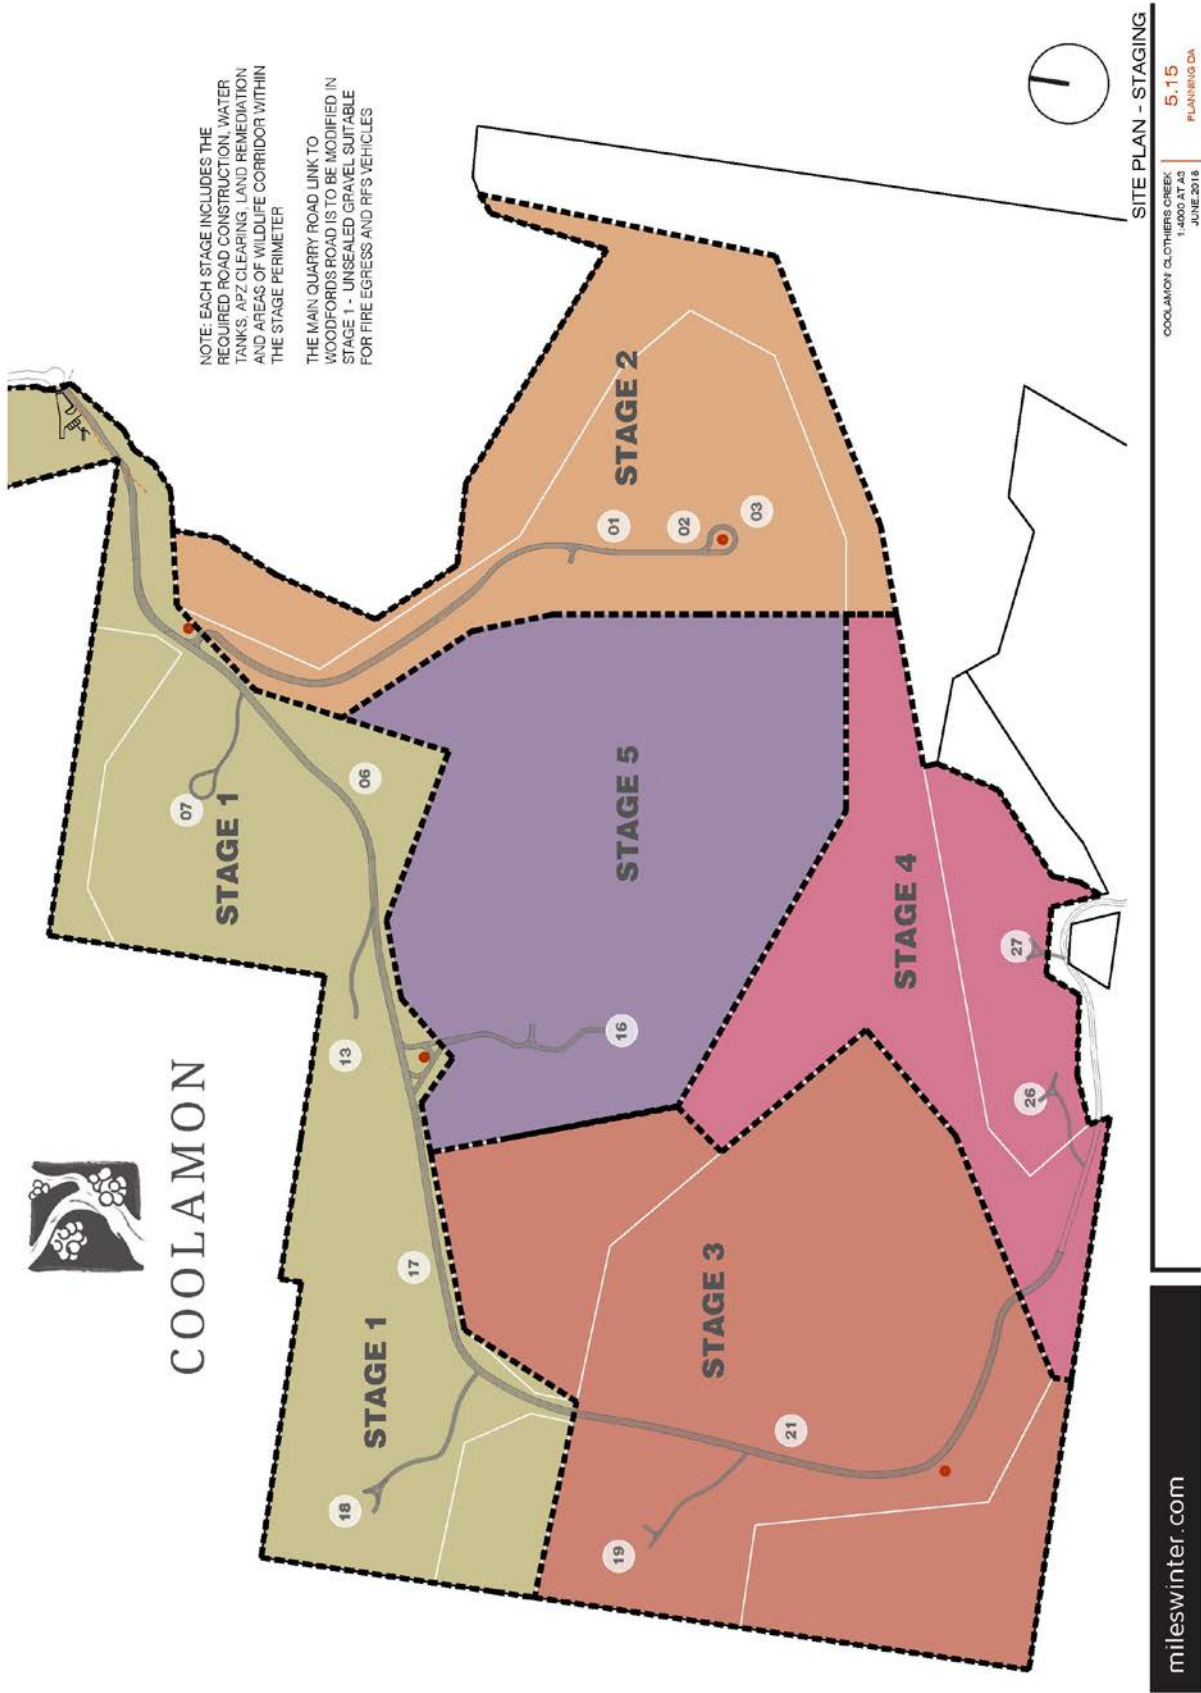 COOLAMON
NOTE: EACH STAGE INCLUDES THE
REQUIRED ROAD CONSTRUCTION, WATER
TANKS, APZ CLEARING, LAND REMEDIATION
AND AREAS OF WILDLIFE CORRIDOR WITHIN
THE STAGE PERIMETER
THE MAIN QUARRY ROAD LINK TO
WOODFORDS ROAD IS TO BE MODIFIED IN
STAGE 1 - UNSEALED GRAVEL SUITABLE
FOR FIRE EGRESS AND RFS VEHICLES
07
STAGE 1
06
13
18
STAGE 1
17
01
STAGE 2
02
03
STAGE 5
16
19
STAGE 3
21
STAGE 4
27
26
mileswinter.com
SITE PLAN - STAGING
COOLAMON CLOTHIERS CREEK
1:4000 AT A3
JUNE 2018
5.15
PLANNING DA